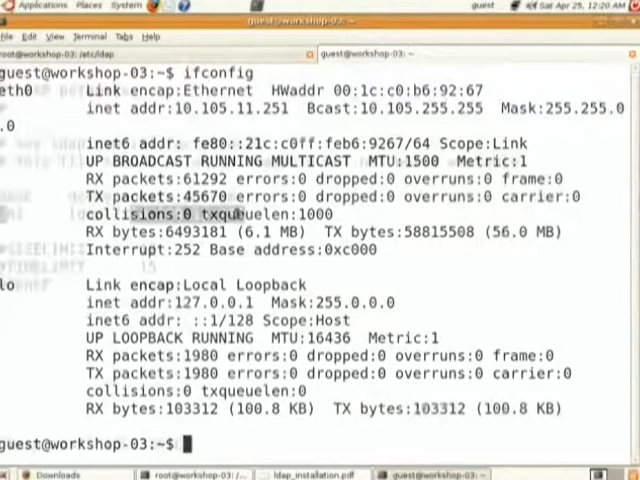 Applications Places System guest Sat Apr 25, 12:20 AM
guest@workshop-03: ~
File Edit View Terminal Tabs Help
root@workshop-03: /etc/ldap guest@workshop-03: ~
guest@workshop-03:~$ ifconfig
eth0 Link encap:Ethernet HWaddr 00:1c:c0:b6:92:67
inet addr:10.105.11.251 Bcast:10.105.255.255 Mask:255.255.0
.0
inet6 addr: fe80::21c:c0ff:feb6:9267/64 Scope:Link
UP BROADCAST RUNNING MULTICAST MTU:1500 Metric:1
RX packets:61292 errors:0 dropped:0 overruns:0 frame:0
TX packets:45670 errors:0 dropped:0 overruns:0 carrier:0
collisions:0 txqueuelen:1000
RX bytes:6493181 (6.1 MB) TX bytes:58815508 (56.0 MB)
Interrupt:252 Base address:0xc000
lo Link encap:Local Loopback
inet addr:127.0.0.1 Mask:255.0.0.0
inet6 addr: ::1/128 Scope:Host
UP LOOPBACK RUNNING MTU:16436 Metric:1
RX packets:1980 errors:0 dropped:0 overruns:0 frame:0
TX packets:1980 errors:0 dropped:0 overruns:0 carrier:0
collisions:0 txqueuelen:0
RX bytes:103312 (100.8 KB) TX bytes:103312 (100.8 KB)
guest@workshop-03:~$
Downloads root@workshop-03: /... ldap_installation.pdf guest@workshop-03: ~